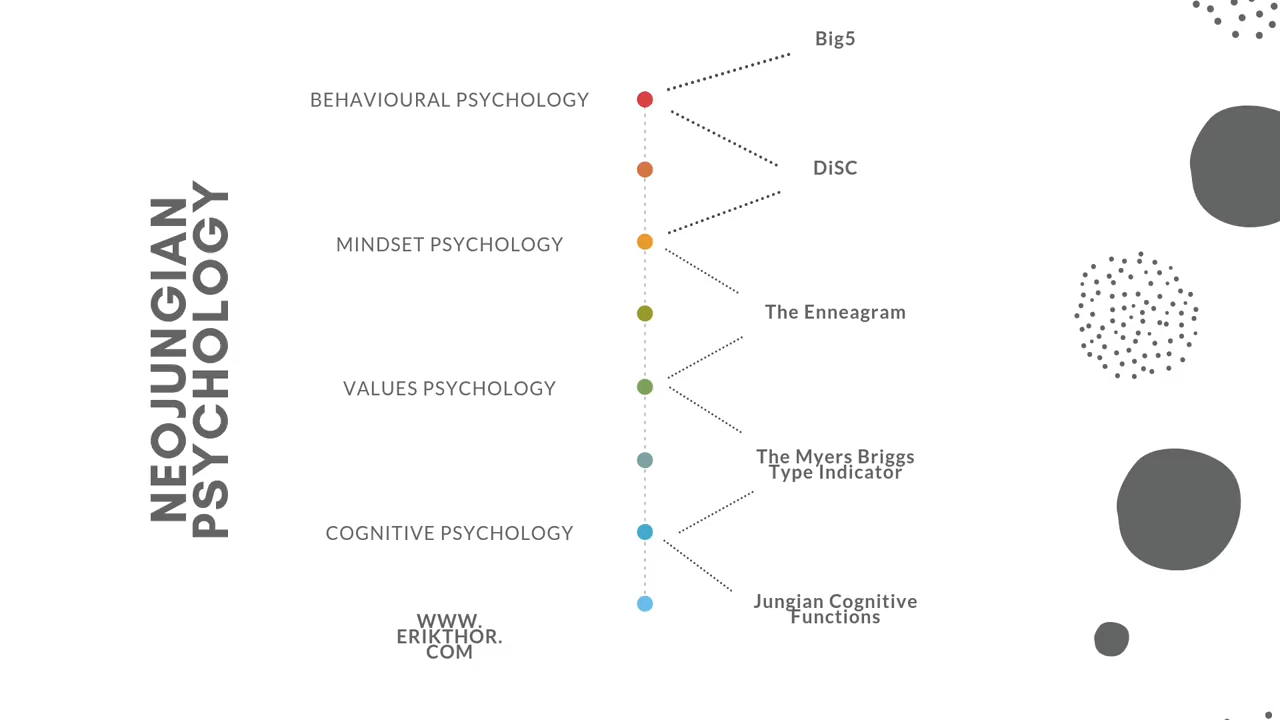 NEOJUNGIAN
PSYCHOLOGY
BEHAVIOURAL PSYCHOLOGY
MINDSET PSYCHOLOGY
VALUES PSYCHOLOGY
COGNITIVE PSYCHOLOGY
WWW.
ERIKTHOR.
COM
Big5
DiSC
The Enneagram
The Myers Briggs
Type Indicator
Jungian Cognitive
Functions